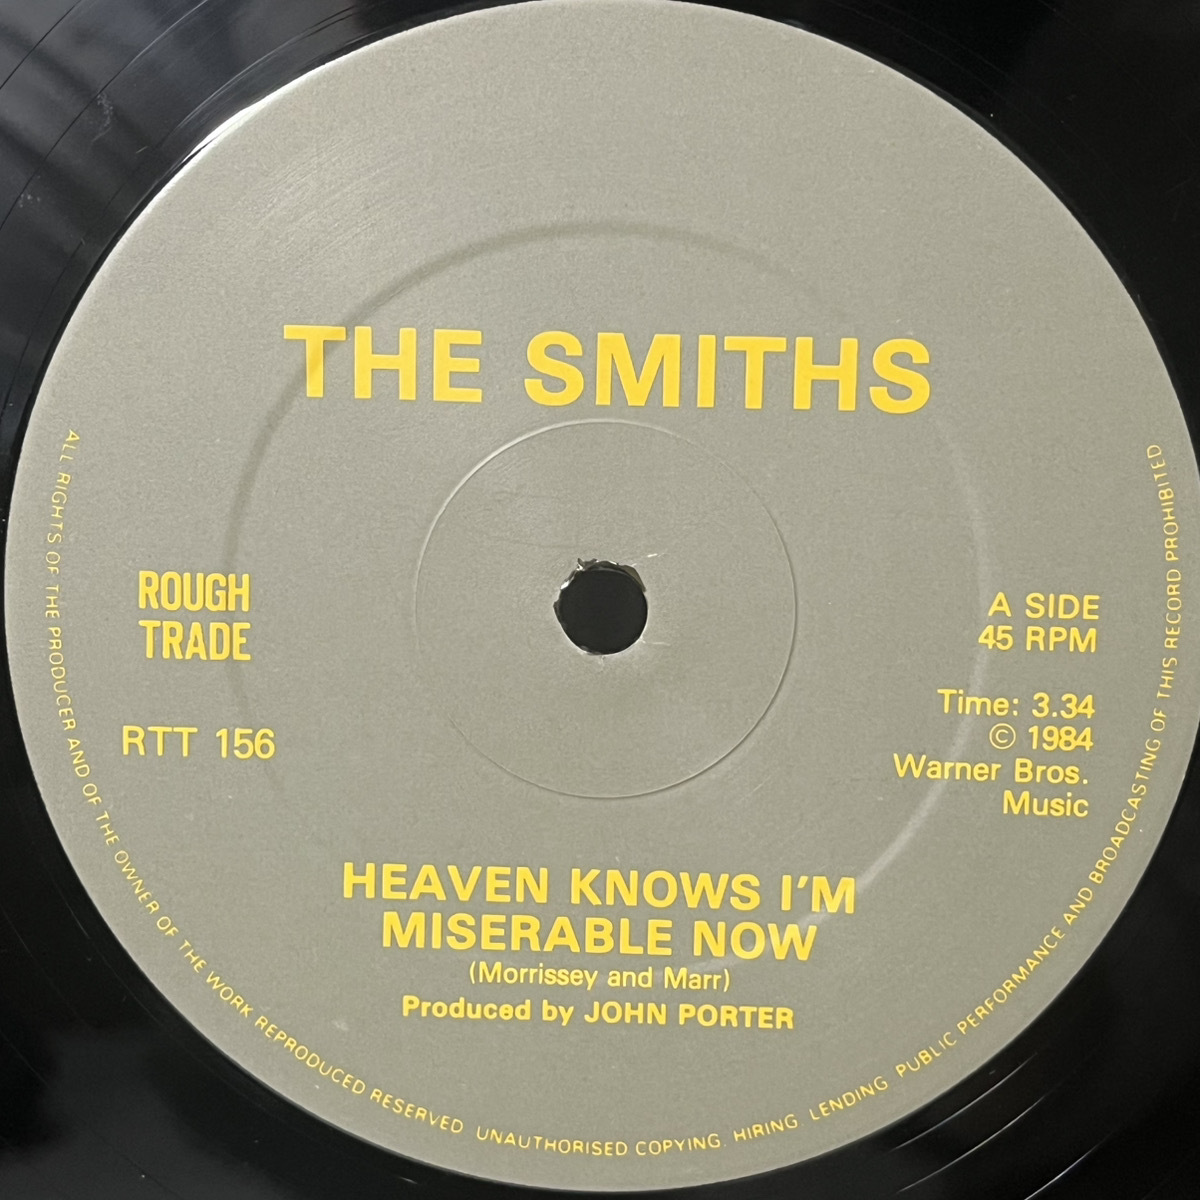 THE SMITHS
ROUGH
TRADE
RTT 156
A SIDE
45 RPM
Time: 3.34
© 1984
Warner Bros.
Music
HEAVEN KNOWS I'M
MISERABLE NOW
(Morrissey and Marr)
Produced by JOHN PORTER
ALL RIGHTS OF THE PRODUCER AND OF THE OWNER OF THE WORK REPRODUCED RESERVED UNAUTHORISED COPYING. HIRING LENDING PUBLIC PERFORMANCE AND BROADCASTING OF THIS RECORD PROHIBITED